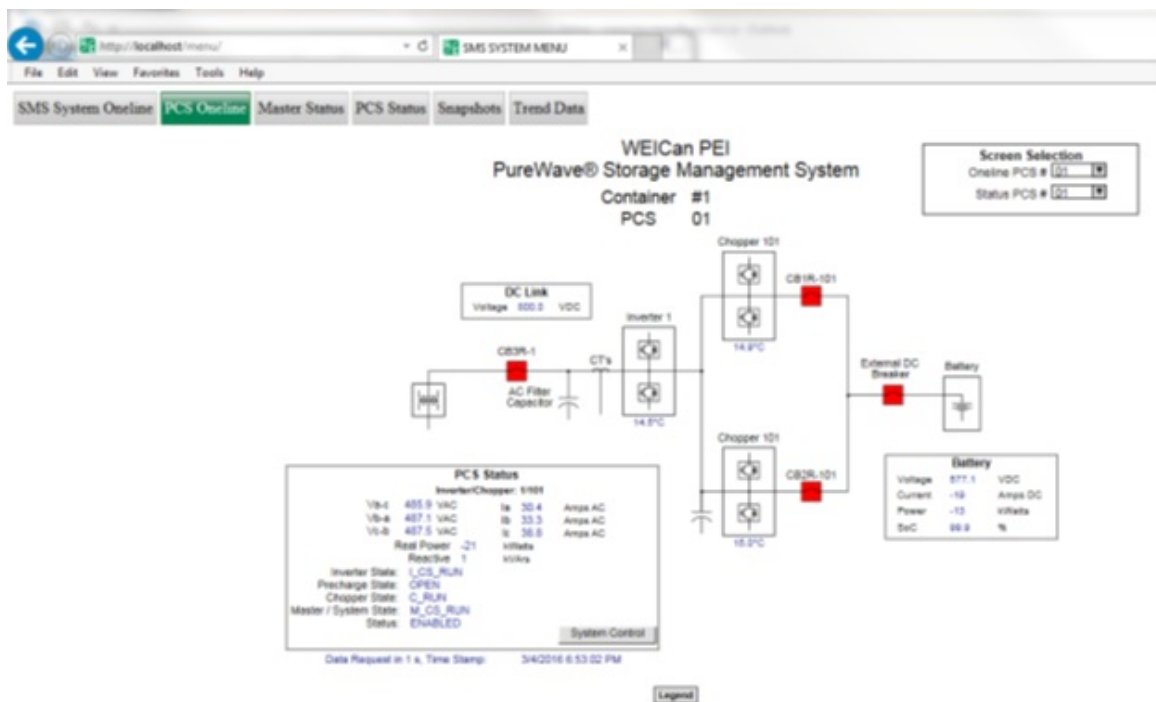 http://localhost/menu/
SMS SYSTEM MENU
File Edit View Favorites Tools Help
SMS System Oneline PCS Oneline Master Status PCS Status Snapshots Trend Data
WEICan PEI
PureWave® Storage Management System
Container #1
PCS 01
Screen Selection
Oneline PCS # 01
Status PCS # 01
Chopper 101
CB1R-101
14.9°C
DC Link
Voltage 800.0 VDC
Inverter 1
CB3R-1
CT's
AC Filter
Capacitor
14.5°C
External DC
Breaker
Battery
Chopper 101
CB2R-101
15.0°C
Battery
Voltage 677.1 VDC
Current -19 Amps DC
Power -13 kWatts
SoC 99.9 %
PCS Status
Inverter/Chopper: 1/101
Va-c 485.9 VAC Ia 30.4 Amps AC
Vb-a 487.1 VAC Ib 33.3 Amps AC
Vc-b 487.5 VAC Ic 36.8 Amps AC
Real Power -21 kWatts
Reactive 1 kVArs
Inverter State: I_CS_RUN
Precharge State: OPEN
Chopper State: C_RUN
Master / System State: M_CS_RUN
Status: ENABLED
System Control
Data Request in 1 s, Time Stamp: 3/4/2016 6:53:02 PM
Legend